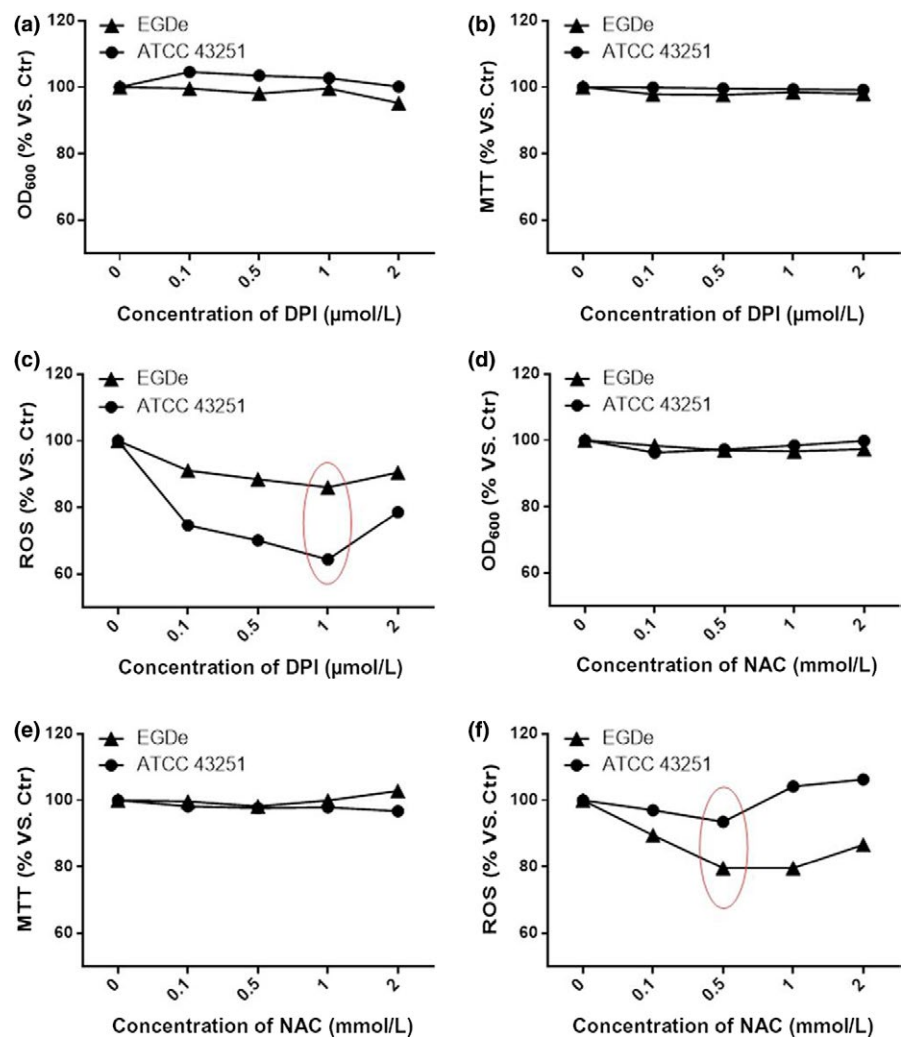 (a)
120
100
80
60
OD₆₀₀ (% VS. Ctr)
EGDe
ATCC 43251
0 0.1 0.5 1 2
Concentration of DPI (μmol/L)
(b)
120
100
80
60
MTT (% VS. Ctr)
EGDe
ATCC 43251
0 0.1 0.5 1 2
Concentration of DPI (μmol/L)
(c)
120
100
80
60
ROS (% VS. Ctr)
EGDe
ATCC 43251
0 0.1 0.5 1 2
Concentration of DPI (μmol/L)
(d)
120
100
80
60
OD₆₀₀ (% VS. Ctr)
EGDe
ATCC 43251
0 0.1 0.5 1 2
Concentration of NAC (mmol/L)
(e)
120
100
80
60
MTT (% VS. Ctr)
EGDe
ATCC 43251
0 0.1 0.5 1 2
Concentration of NAC (mmol/L)
(f)
120
100
80
60
ROS (% VS. Ctr)
EGDe
ATCC 43251
0 0.1 0.5 1 2
Concentration of NAC (mmol/L)